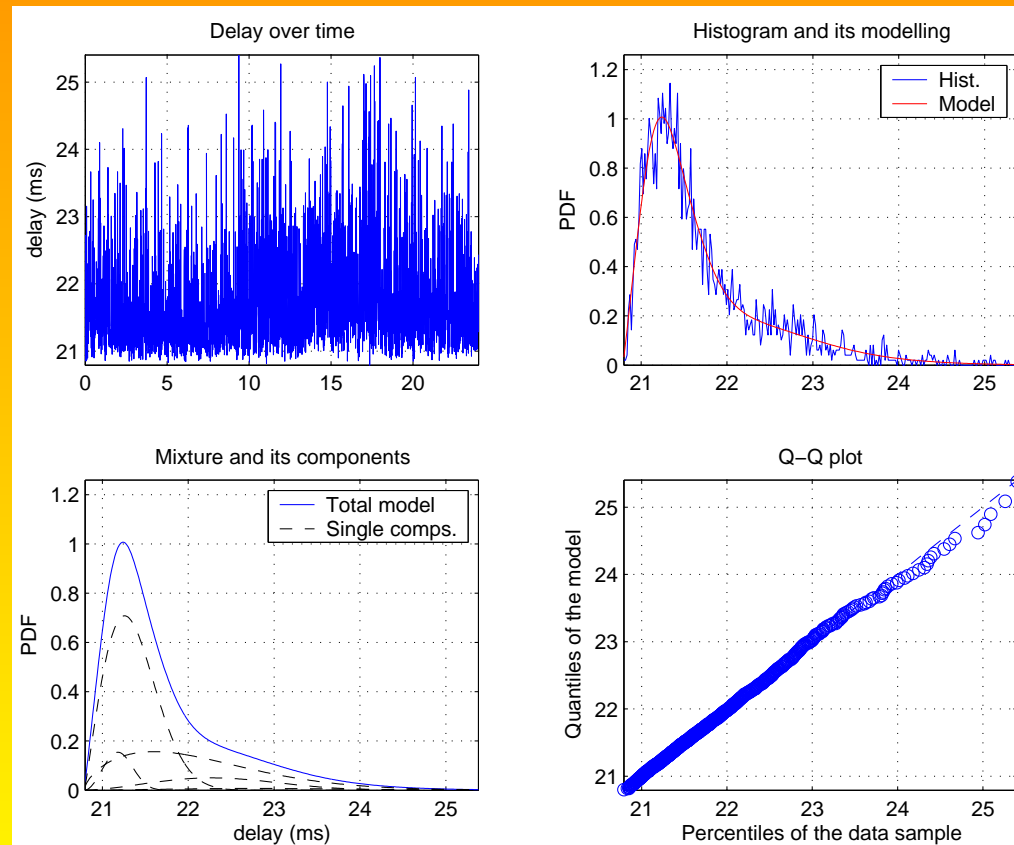 Delay over time
25
24
23
22
21
delay (ms)
0 5 10 15 20
Histogram and its modelling
Hist.
Model
1.2
1
0.8
0.6
0.4
0.2
0
PDF
21 22 23 24 25
Mixture and its components
Total model
Single comps.
1.2
1
0.8
0.6
0.4
0.2
0
PDF
21 22 23 24 25
delay (ms)
Q−Q plot
25
24
23
22
21
Quantiles of the model
21 22 23 24 25
Percentiles of the data sample